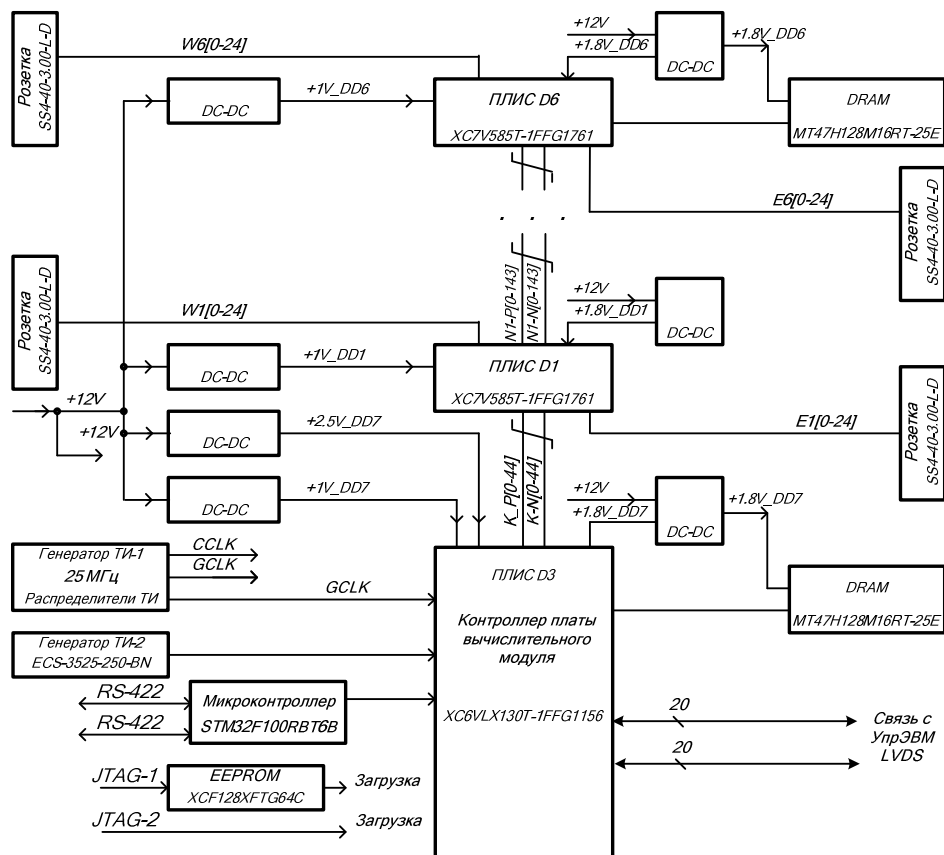 Розетка
SS4-40-3.00-L-D
W6[0-24]
DC-DC
+1V_DD6
ПЛИС D6
XC7V585T-1FFG1761
+12V
+1.8V_DD6
DC-DC
+1.8V_DD6
DRAM
MT47H128M16RT-25E
E6[0-24]
Розетка
SS4-40-3.00-L-D
. . .
N1-P[0-143]
N1-N[0-143]
Розетка
SS4-40-3.00-L-D
W1[0-24]
+12V
+1.8V_DD1
DC-DC
DC-DC
+1V_DD1
ПЛИС D1
XC7V585T-1FFG1761
E1[0-24]
Розетка
SS4-40-3.00-L-D
+12V
+12V
DC-DC
+2.5V_DD7
DC-DC
+1V_DD7
K_P[0-44]
K-N[0-44]
+12V
+1.8V_DD7
DC-DC
+1.8V_DD7
DRAM
MT47H128M16RT-25E
Генератор ТИ-1
25 МГц
Распределители ТИ
CCLK
GCLK
GCLK
Генератор ТИ-2
ECS-3525-250-BN
RS-422
RS-422
Микроконтроллер
STM32F100RBT6B
JTAG-1
EEPROM
XCF128XFTG64C
Загрузка
JTAG-2
Загрузка
ПЛИС D3
Контроллер платы
вычислительного
модуля
XC6VLX130T-1FFG1156
20
20
Связь с
УпрЭВМ
LVDS